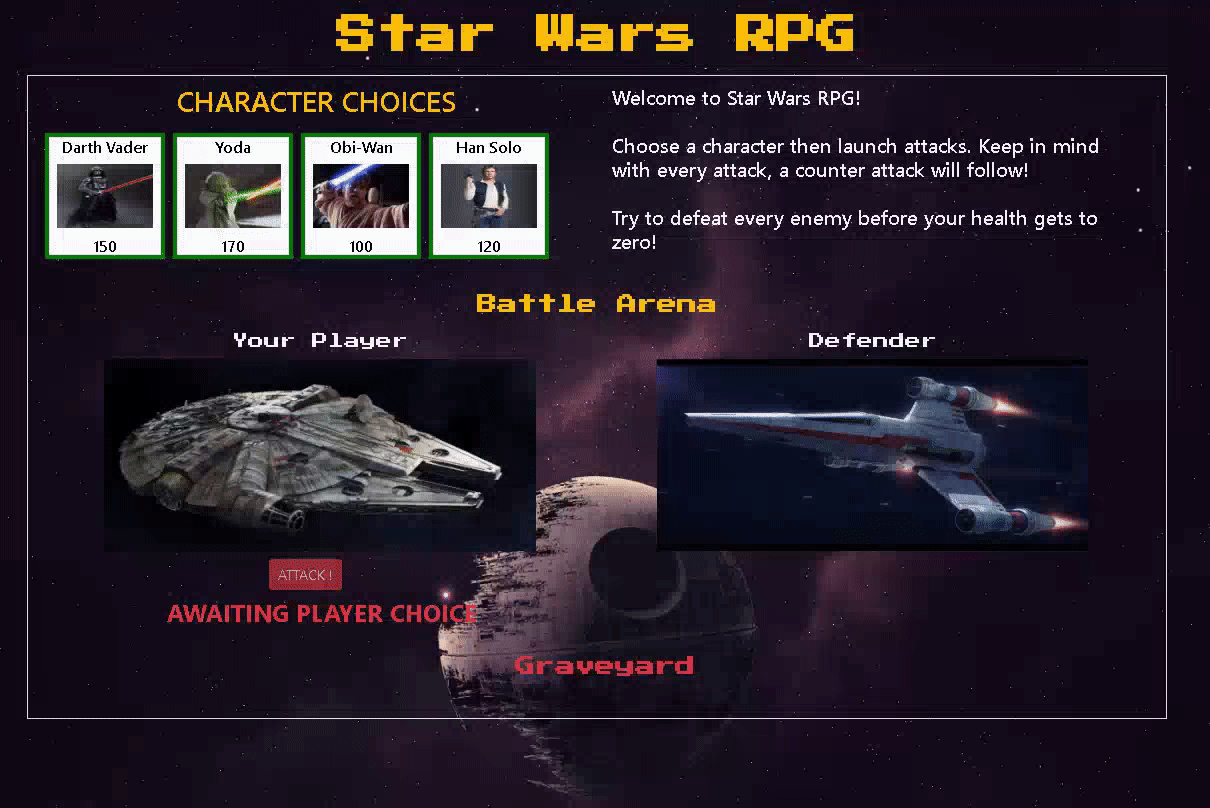 Star Wars RPG
CHARACTER CHOICES
Darth Vader
150
Yoda
170
Obi-Wan
100
Han Solo
120
Welcome to Star Wars RPG!
Choose a character then launch attacks. Keep in mind
with every attack, a counter attack will follow!
Try to defeat every enemy before your health gets to
zero!
Battle Arena
Your Player
Defender
ATTACK !
AWAITING PLAYER CHOICE
Graveyard